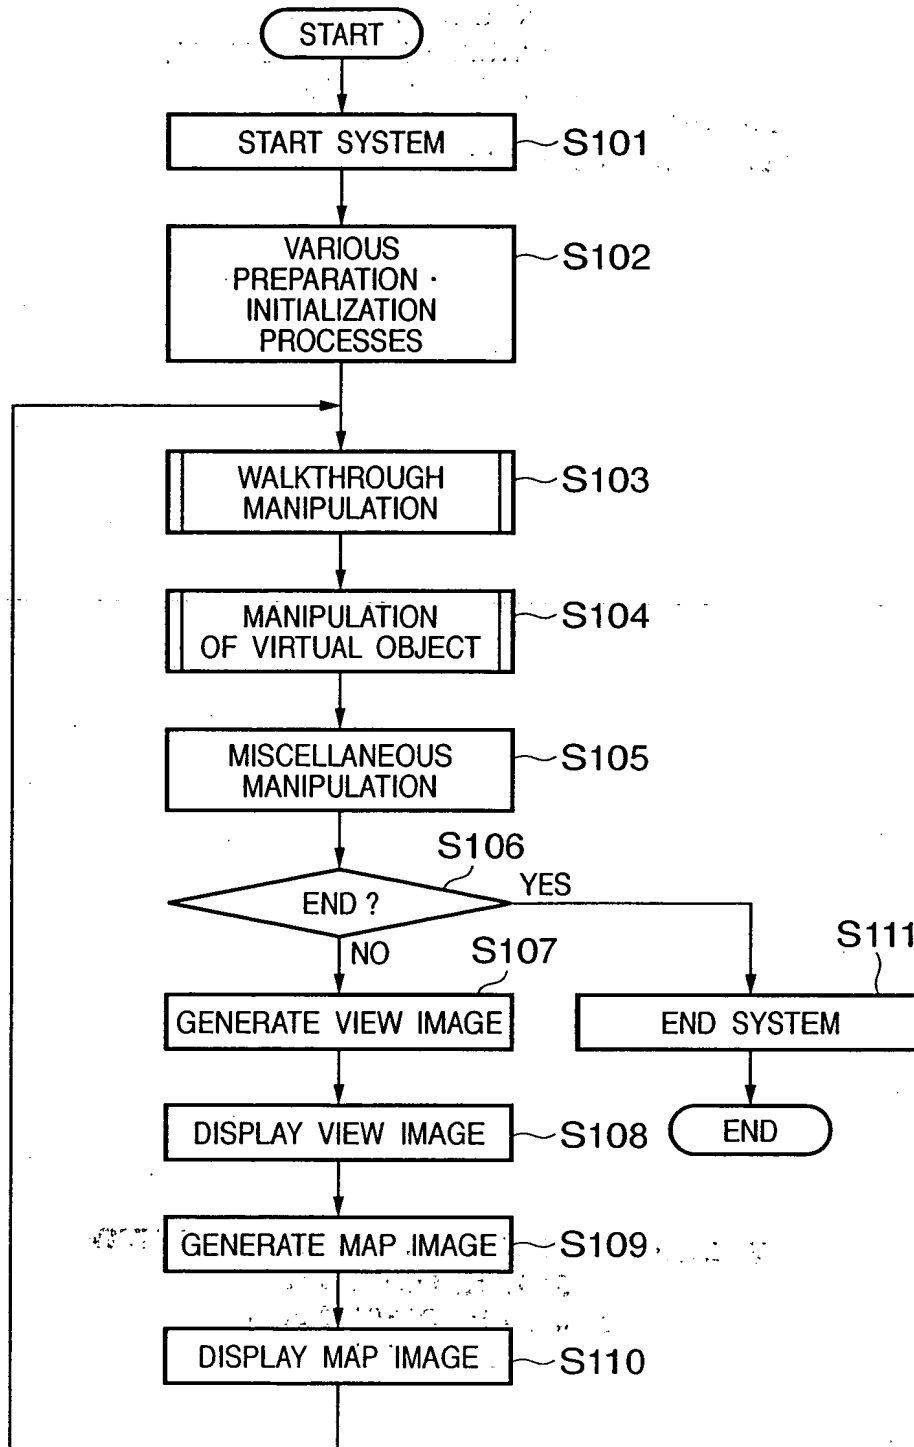 START
START SYSTEM
S101
VARIOUS
PREPARATION ·
INITIALIZATION
PROCESSES
S102
WALKTHROUGH
MANIPULATION
S103
MANIPULATION
OF VIRTUAL OBJECT
S104
MISCELLANEOUS
MANIPULATION
S105
S106
END ?
YES
NO
S107
GENERATE VIEW IMAGE
S111
END SYSTEM
DISPLAY VIEW IMAGE
S108
END
GENERATE MAP IMAGE
S109
DISPLAY MAP IMAGE
S110